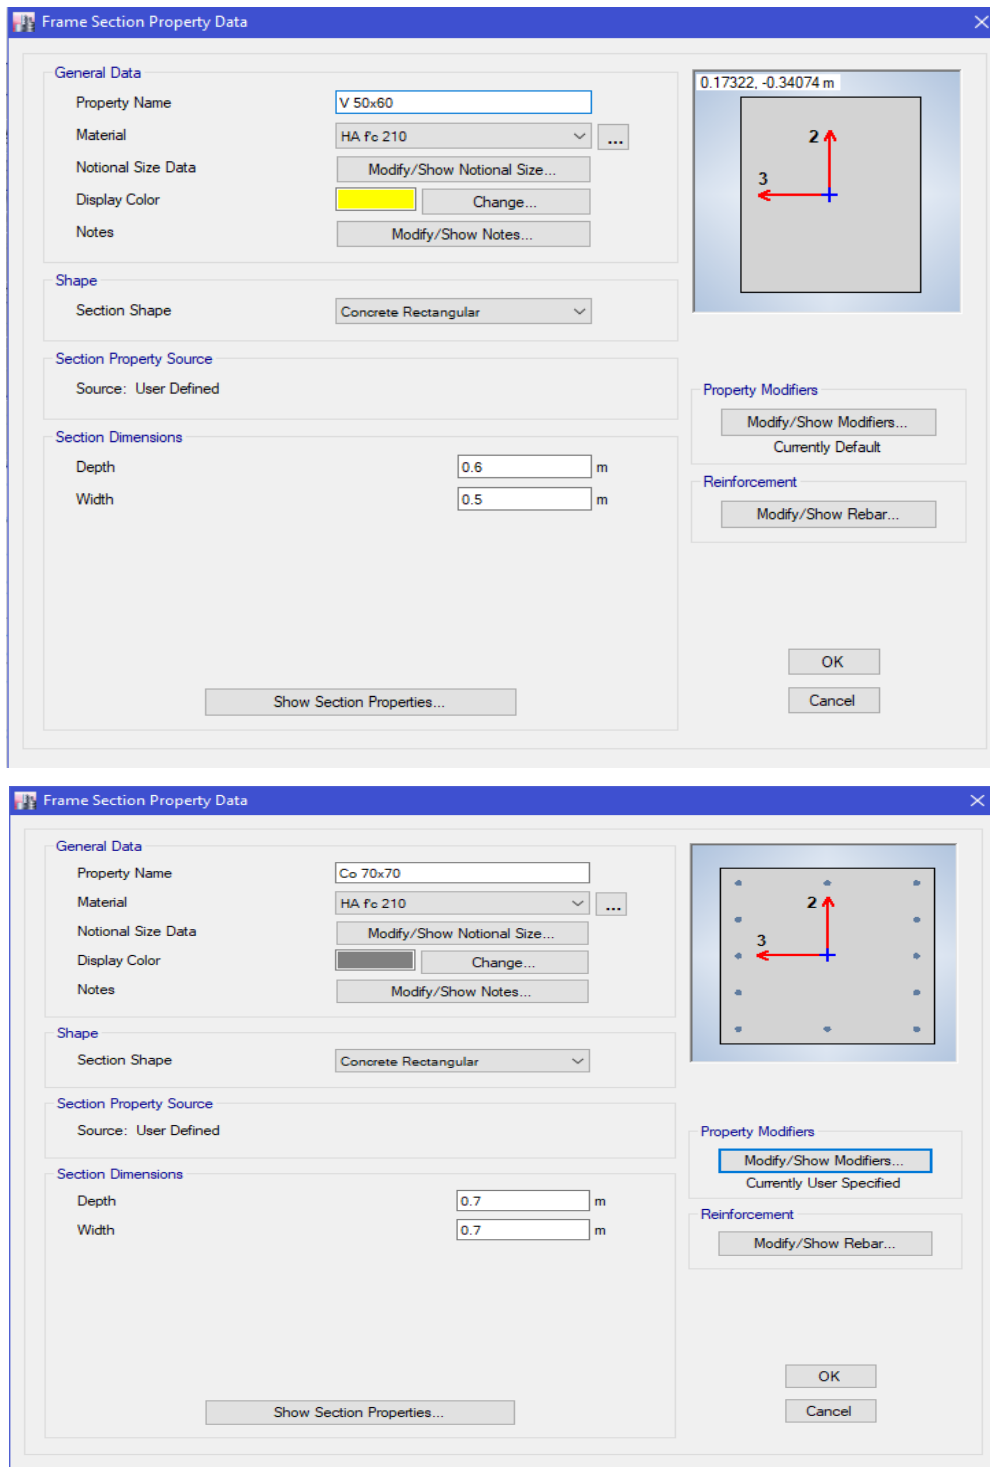 Frame Section Property Data
General Data
Property Name V 50x60
Material HA f'c 210 ...
Notional Size Data Modify/Show Notional Size...
Display Color Change...
Notes Modify/Show Notes...
0.17322, -0.34074 m
2
3
Shape
Section Shape Concrete Rectangular
Section Property Source
Source: User Defined
Property Modifiers
Modify/Show Modifiers...
Currently Default
Section Dimensions
Depth 0.6 m
Width 0.5 m
Reinforcement
Modify/Show Rebar...
OK
Show Section Properties...
Cancel
Frame Section Property Data
General Data
Property Name Co 70x70
Material HA f'c 210 ...
Notional Size Data Modify/Show Notional Size...
Display Color Change...
Notes Modify/Show Notes...
2
3
Shape
Section Shape Concrete Rectangular
Section Property Source
Source: User Defined
Property Modifiers
Modify/Show Modifiers...
Currently User Specified
Section Dimensions
Depth 0.7 m
Width 0.7 m
Reinforcement
Modify/Show Rebar...
OK
Show Section Properties...
Cancel